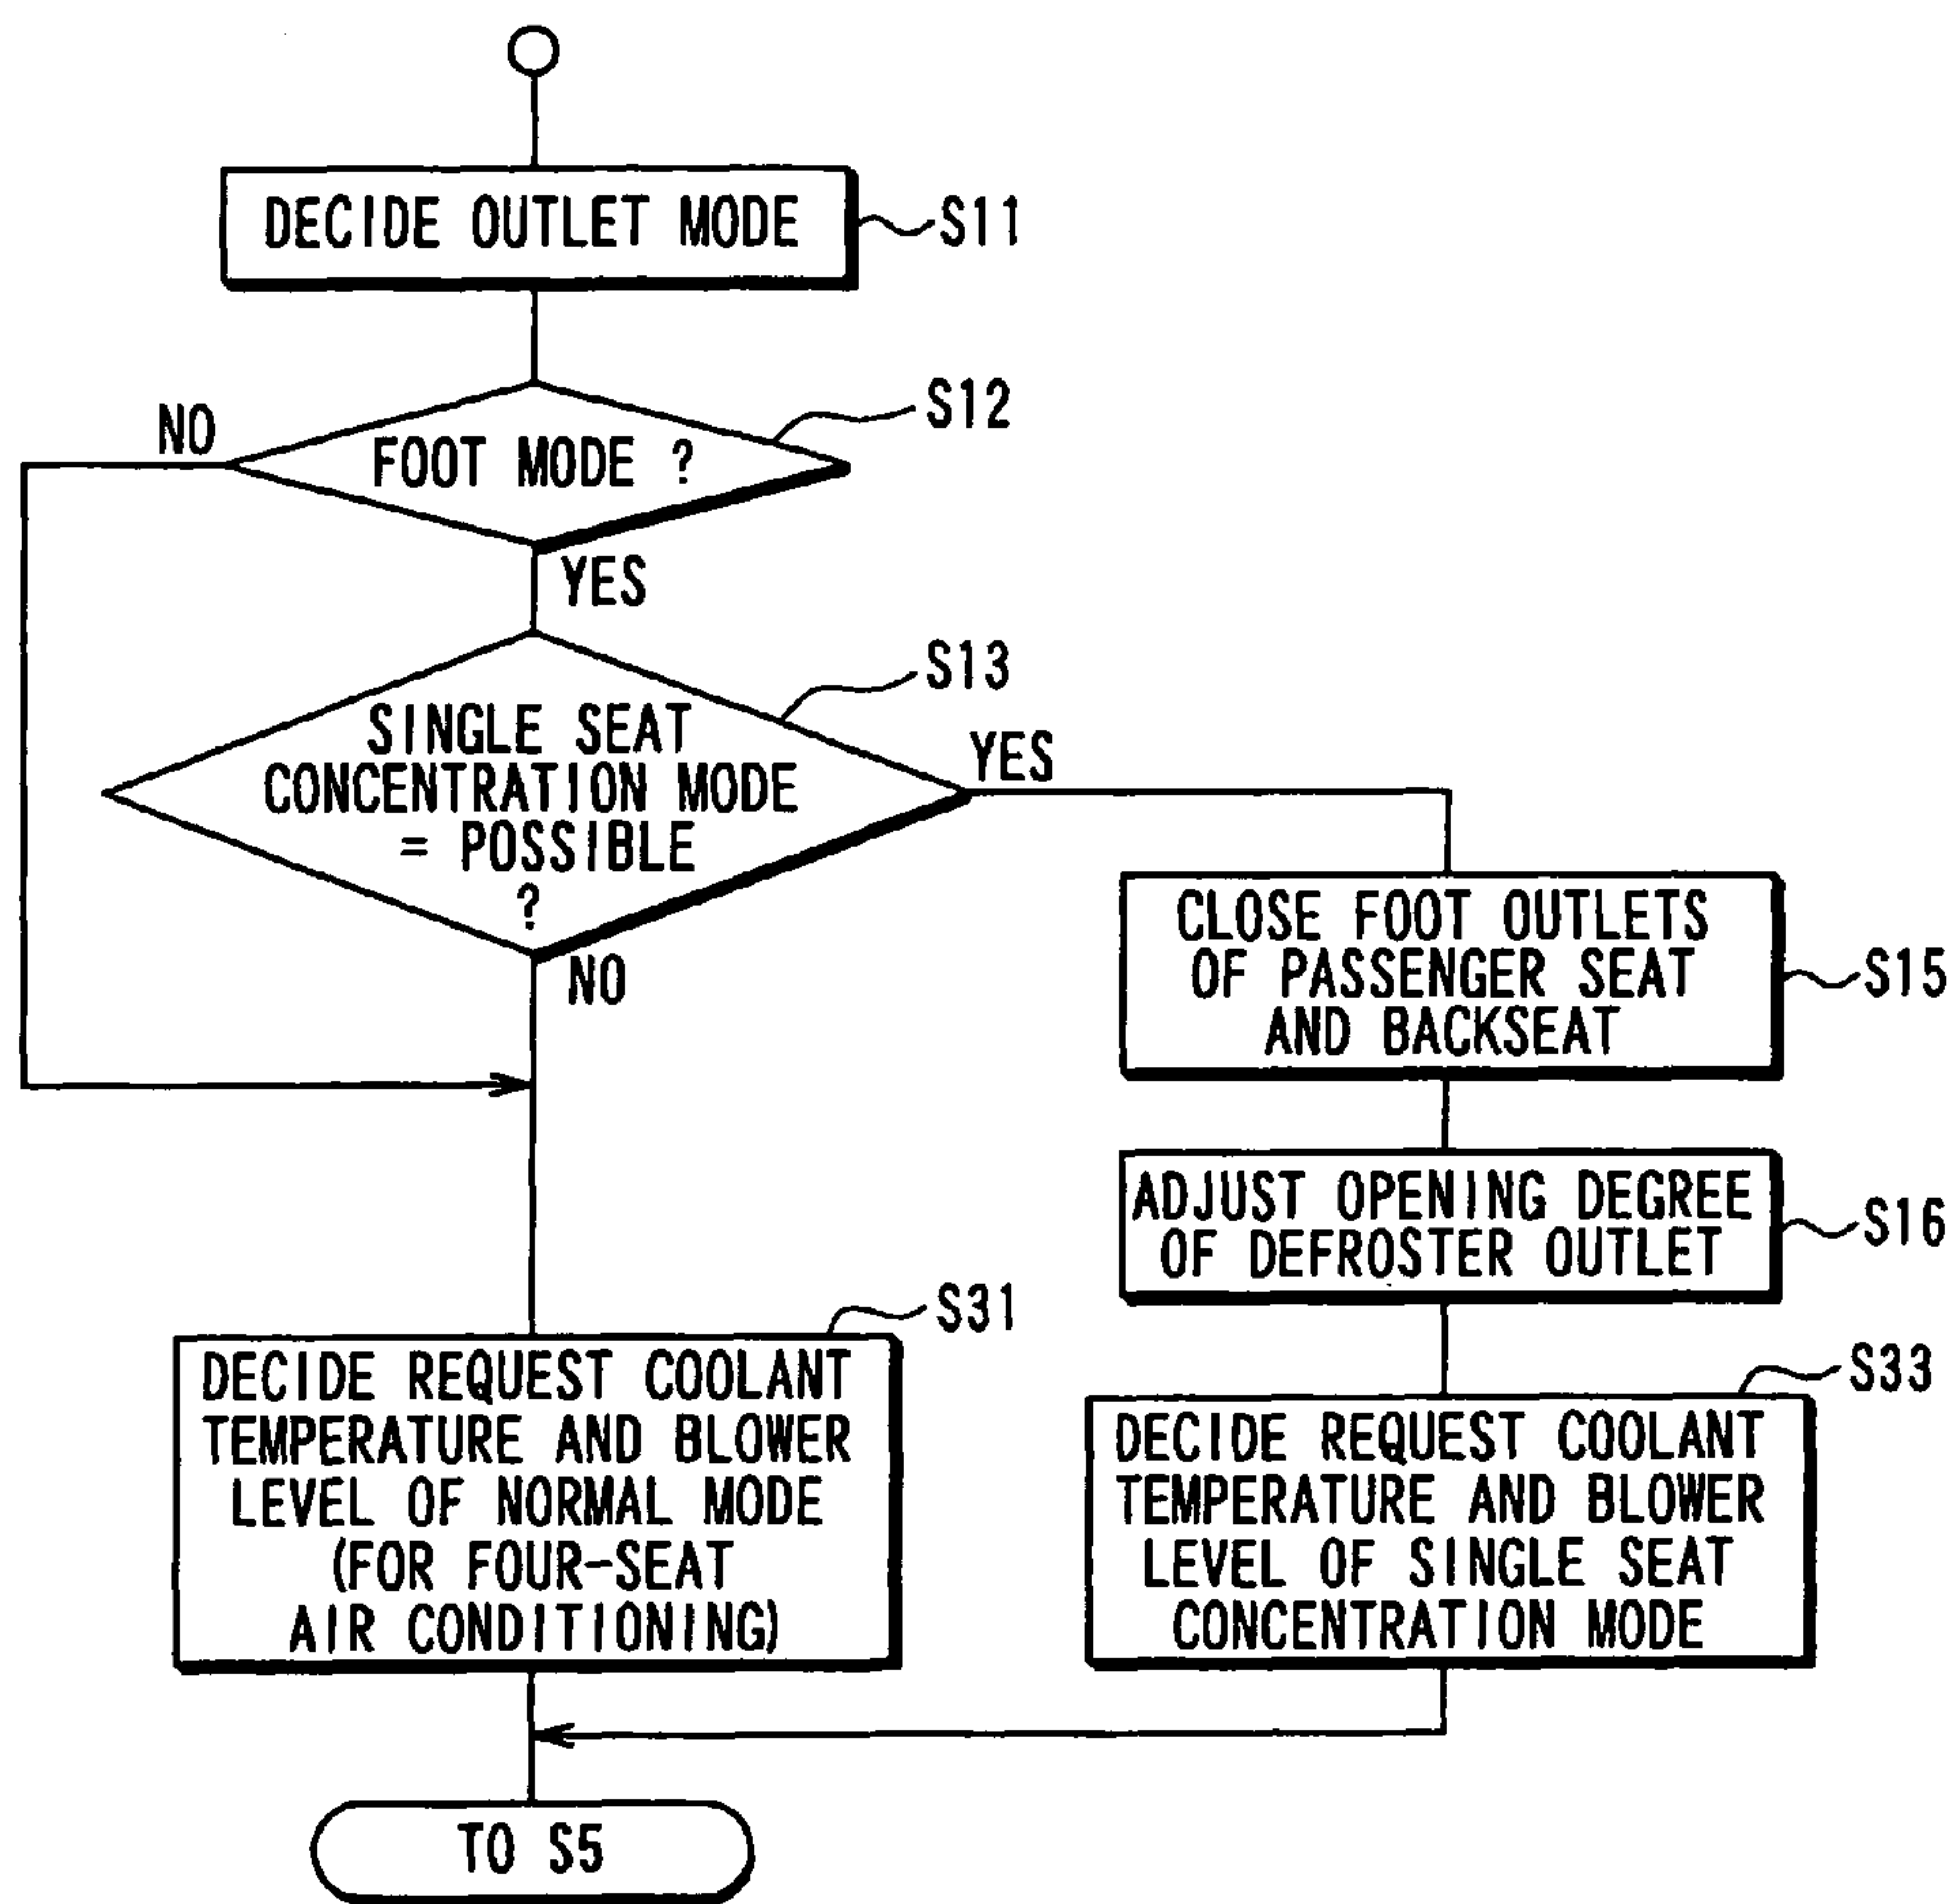 DECIDE OUTLET MODE
S11
S12
NO
FOOT MODE ?
YES
S13
SINGLE SEAT
CONCENTRATION MODE
= POSSIBLE
?
YES
NO
CLOSE FOOT OUTLETS
OF PASSENGER SEAT
AND BACKSEAT
S15
ADJUST OPENING DEGREE
OF DEFROSTER OUTLET
S16
S31
DECIDE REQUEST COOLANT
TEMPERATURE AND BLOWER
LEVEL OF NORMAL MODE
(FOR FOUR-SEAT
AIR CONDITIONING)
S33
DECIDE REQUEST COOLANT
TEMPERATURE AND BLOWER
LEVEL OF SINGLE SEAT
CONCENTRATION MODE
TO S5